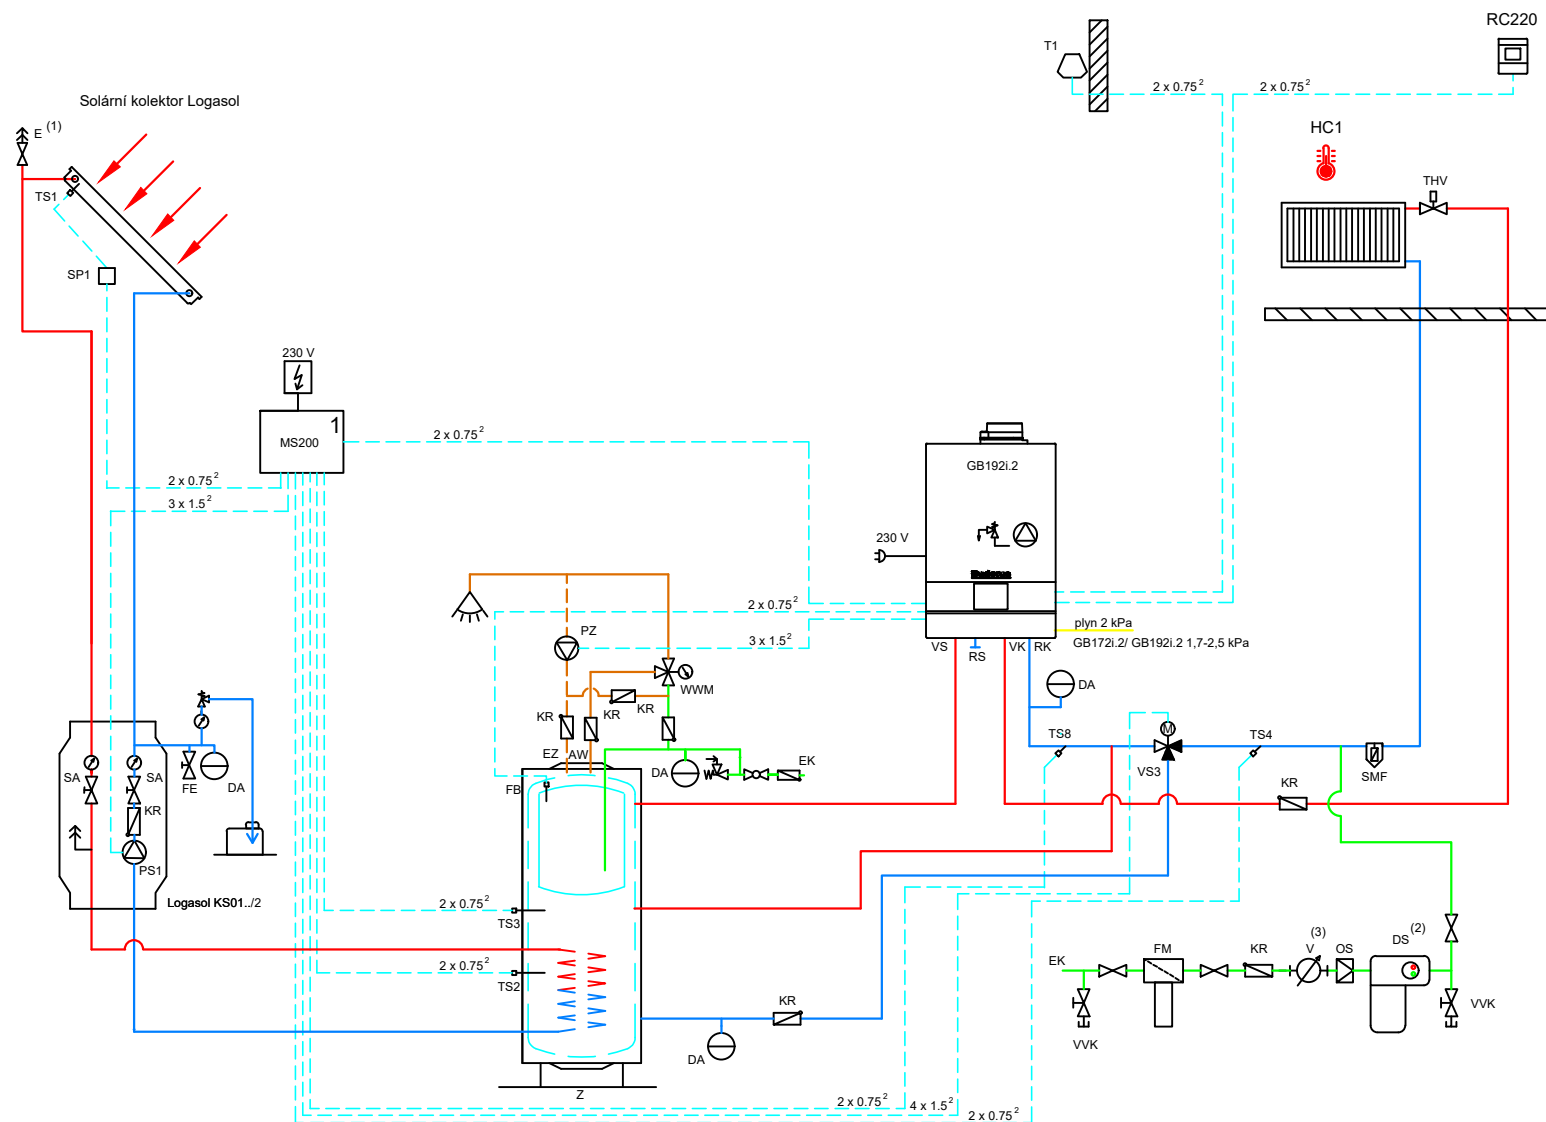 RC220
T1
2 x 0.75²
2 x 0.75²
Solární kolektor Logasol
HC1
E (1)
THV
TS1
SP1
230 V
1
MS200
2 x 0.75²
GB192i.2
2 x 0.75²
3 x 1.5²
230 V
Buderus
2 x 0.75²
plyn 2 kPa
PZ
3 x 1.5²
VS
RS
VK
RK
GB172i.2/ GB192i.2 1,7-2,5 kPa
WWM
DA
KR
KR
KR
M
TS8
TS4
EZ
AW
EK
VS3
SMF
SA
SA
FE
DA
DA
FB
KR
KR
PS1
Logasol KS01../2
2 x 0.75²
TS3
(3)
(2)
EK
FM
KR
V
OS
DS
2 x 0.75²
TS2
KR
VVK
VVK
DA
Z
2 x 0.75²
4 x 1.5²
2 x 0.75²